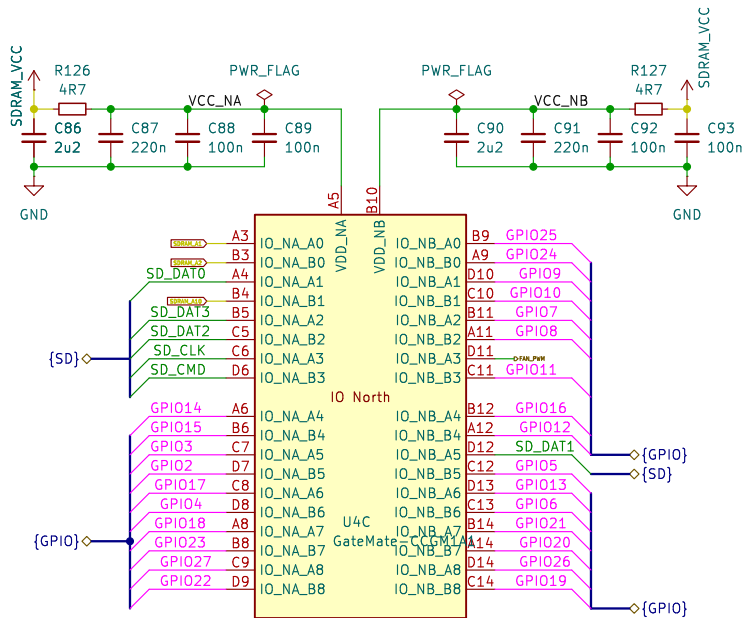 SDRAM_VCC
R126
4R7
VCC_NA
PWR_FLAG
C86
2u2
C87
220n
C88
100n
C89
100n
GND
PWR_FLAG
VCC_NB
R127
4R7
SDRAM_VCC
C90
2u2
C91
220n
C92
100n
C93
100n
GND
A5
B10
VDD_NA
VDD_NB
SDRAM_A1 A3 IO_NA_A0
SDRAM_A2 B3 IO_NA_B0
SD_DAT0 A4 IO_NA_A1
SDRAM_A10 B4 IO_NA_B1
SD_DAT3 B5 IO_NA_A2
SD_DAT2 C5 IO_NA_B2
SD_CLK C6 IO_NA_A3
SD_CMD D6 IO_NA_B3
{SD}
IO North
GPIO14 A6 IO_NA_A4
GPIO15 B6 IO_NA_B4
GPIO3 C7 IO_NA_A5
GPIO2 D7 IO_NA_B5
GPIO17 C8 IO_NA_A6
GPIO4 D8 IO_NA_B6
GPIO18 A8 IO_NA_A7
GPIO23 B8 IO_NA_B7
GPIO27 C9 IO_NA_A8
GPIO22 D9 IO_NA_B8
{GPIO}
U4C
GateMate-CCGM1A1
IO_NB_A0 B9 GPIO25
IO_NB_B0 A9 GPIO24
IO_NB_A1 D10 GPIO9
IO_NB_B1 C10 GPIO10
IO_NB_A2 B11 GPIO7
IO_NB_B2 A11 GPIO8
IO_NB_A3 D11 FAN_PWM
IO_NB_B3 C11 GPIO11
IO_NB_A4 B12 GPIO16
IO_NB_B4 A12 GPIO12
IO_NB_A5 D12 SD_DAT1
IO_NB_B5 C12 GPIO5
IO_NB_A6 D13 GPIO13
IO_NB_B6 C13 GPIO6
IO_NB_A7 B14 GPIO21
IO_NB_B7 A14 GPIO20
IO_NB_A8 D14 GPIO26
IO_NB_B8 C14 GPIO19
{GPIO}
{SD}
{GPIO}